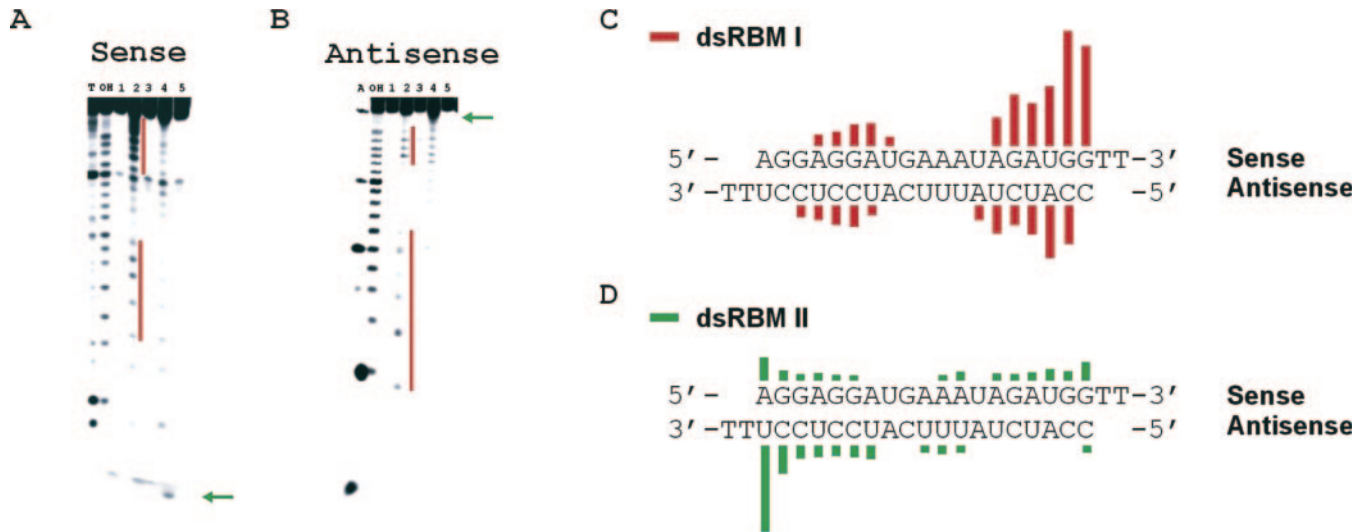 A
Sense
T OH 1 2 3 4 5
B
Antisense
A OH 1 2 3 4 5
C
dsRBM I
5′- AGGAGGAUGAAAUAGAUGGTT-3′ Sense
3′-TTUCCUCCUACUUUAUCUACC -5′ Antisense
D
dsRBM II
5′- AGGAGGAUGAAAUAGAUGGTT-3′ Sense
3′-TTUCCUCCUACUUUAUCUACC -5′ Antisense